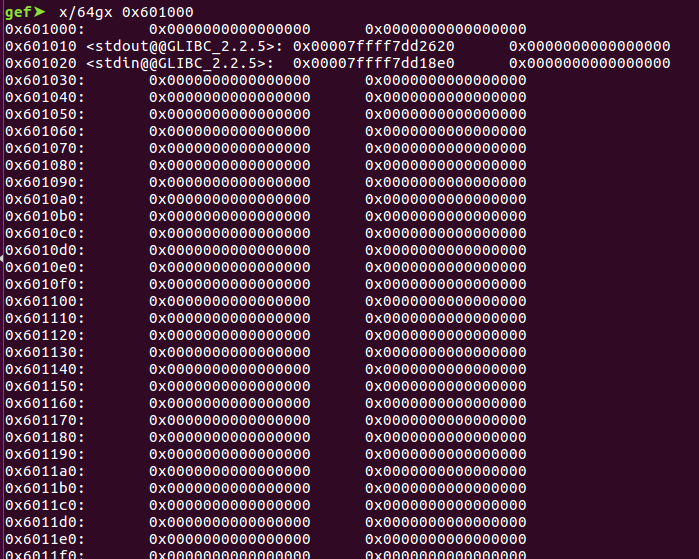 gef➤  x/64gx 0x601000
0x601000:	0x0000000000000000	0x0000000000000000
0x601010 <stdout@@GLIBC_2.2.5>:	0x00007ffff7dd2620	0x0000000000000000
0x601020 <stdin@@GLIBC_2.2.5>:	0x00007ffff7dd18e0	0x0000000000000000
0x601030:	0x0000000000000000	0x0000000000000000
0x601040:	0x0000000000000000	0x0000000000000000
0x601050:	0x0000000000000000	0x0000000000000000
0x601060:	0x0000000000000000	0x0000000000000000
0x601070:	0x0000000000000000	0x0000000000000000
0x601080:	0x0000000000000000	0x0000000000000000
0x601090:	0x0000000000000000	0x0000000000000000
0x6010a0:	0x0000000000000000	0x0000000000000000
0x6010b0:	0x0000000000000000	0x0000000000000000
0x6010c0:	0x0000000000000000	0x0000000000000000
0x6010d0:	0x0000000000000000	0x0000000000000000
0x6010e0:	0x0000000000000000	0x0000000000000000
0x6010f0:	0x0000000000000000	0x0000000000000000
0x601100:	0x0000000000000000	0x0000000000000000
0x601110:	0x0000000000000000	0x0000000000000000
0x601120:	0x0000000000000000	0x0000000000000000
0x601130:	0x0000000000000000	0x0000000000000000
0x601140:	0x0000000000000000	0x0000000000000000
0x601150:	0x0000000000000000	0x0000000000000000
0x601160:	0x0000000000000000	0x0000000000000000
0x601170:	0x0000000000000000	0x0000000000000000
0x601180:	0x0000000000000000	0x0000000000000000
0x601190:	0x0000000000000000	0x0000000000000000
0x6011a0:	0x0000000000000000	0x0000000000000000
0x6011b0:	0x0000000000000000	0x0000000000000000
0x6011c0:	0x0000000000000000	0x0000000000000000
0x6011d0:	0x0000000000000000	0x0000000000000000
0x6011e0:	0x0000000000000000	0x0000000000000000
0x6011f0:	0x0000000000000000	0x0000000000000000